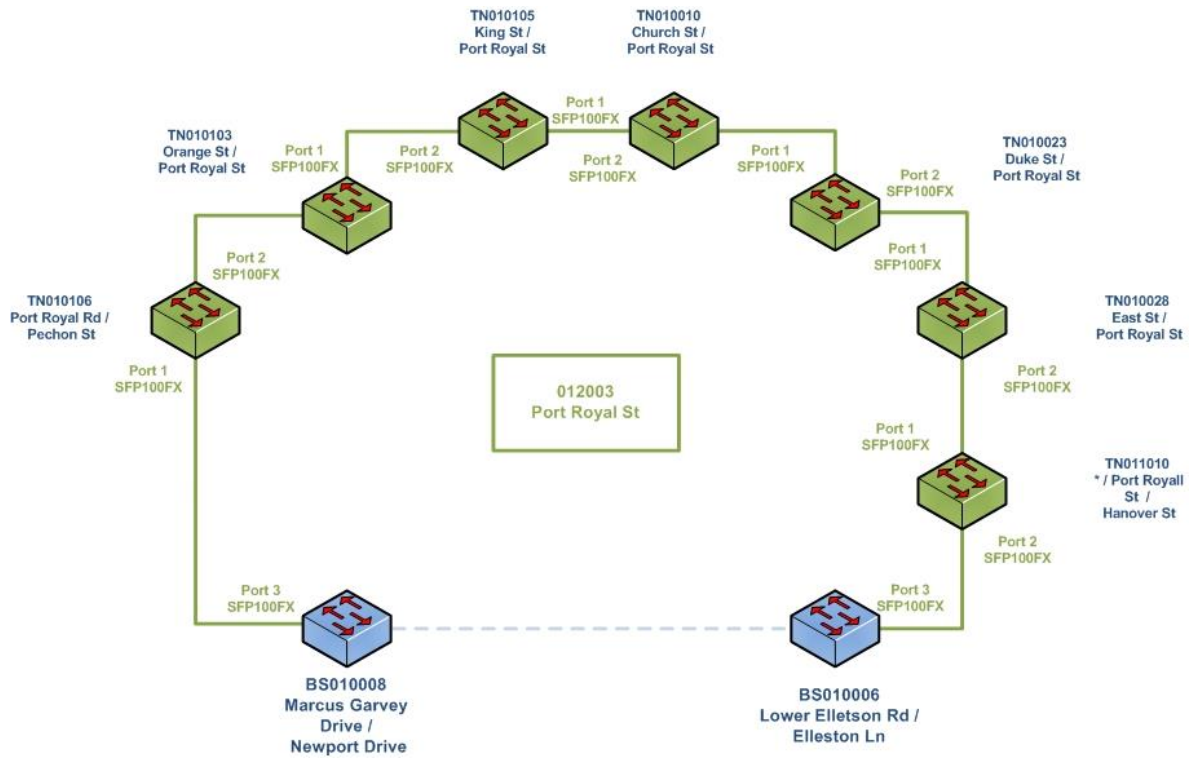 TN010105
King St /
Port Royal St
TN010010
Church St /
Port Royal St
Port 1
SFP100FX
TN010103
Orange St /
Port Royal St
Port 1
SFP100FX
Port 2
SFP100FX
Port 2
SFP100FX
Port 1
SFP100FX
TN010023
Duke St /
Port Royal St
Port 2
SFP100FX
Port 2
SFP100FX
Port 1
SFP100FX
TN010106
Port Royal Rd /
Pechon St
TN010028
East St /
Port Royal St
Port 1
SFP100FX
Port 2
SFP100FX
012003
Port Royal St
Port 1
SFP100FX
TN011010
* / Port Royall
St /
Hanover St
Port 2
SFP100FX
Port 3
SFP100FX
Port 3
SFP100FX
BS010008
Marcus Garvey
Drive /
Newport Drive
BS010006
Lower Elletson Rd /
Elleston Ln